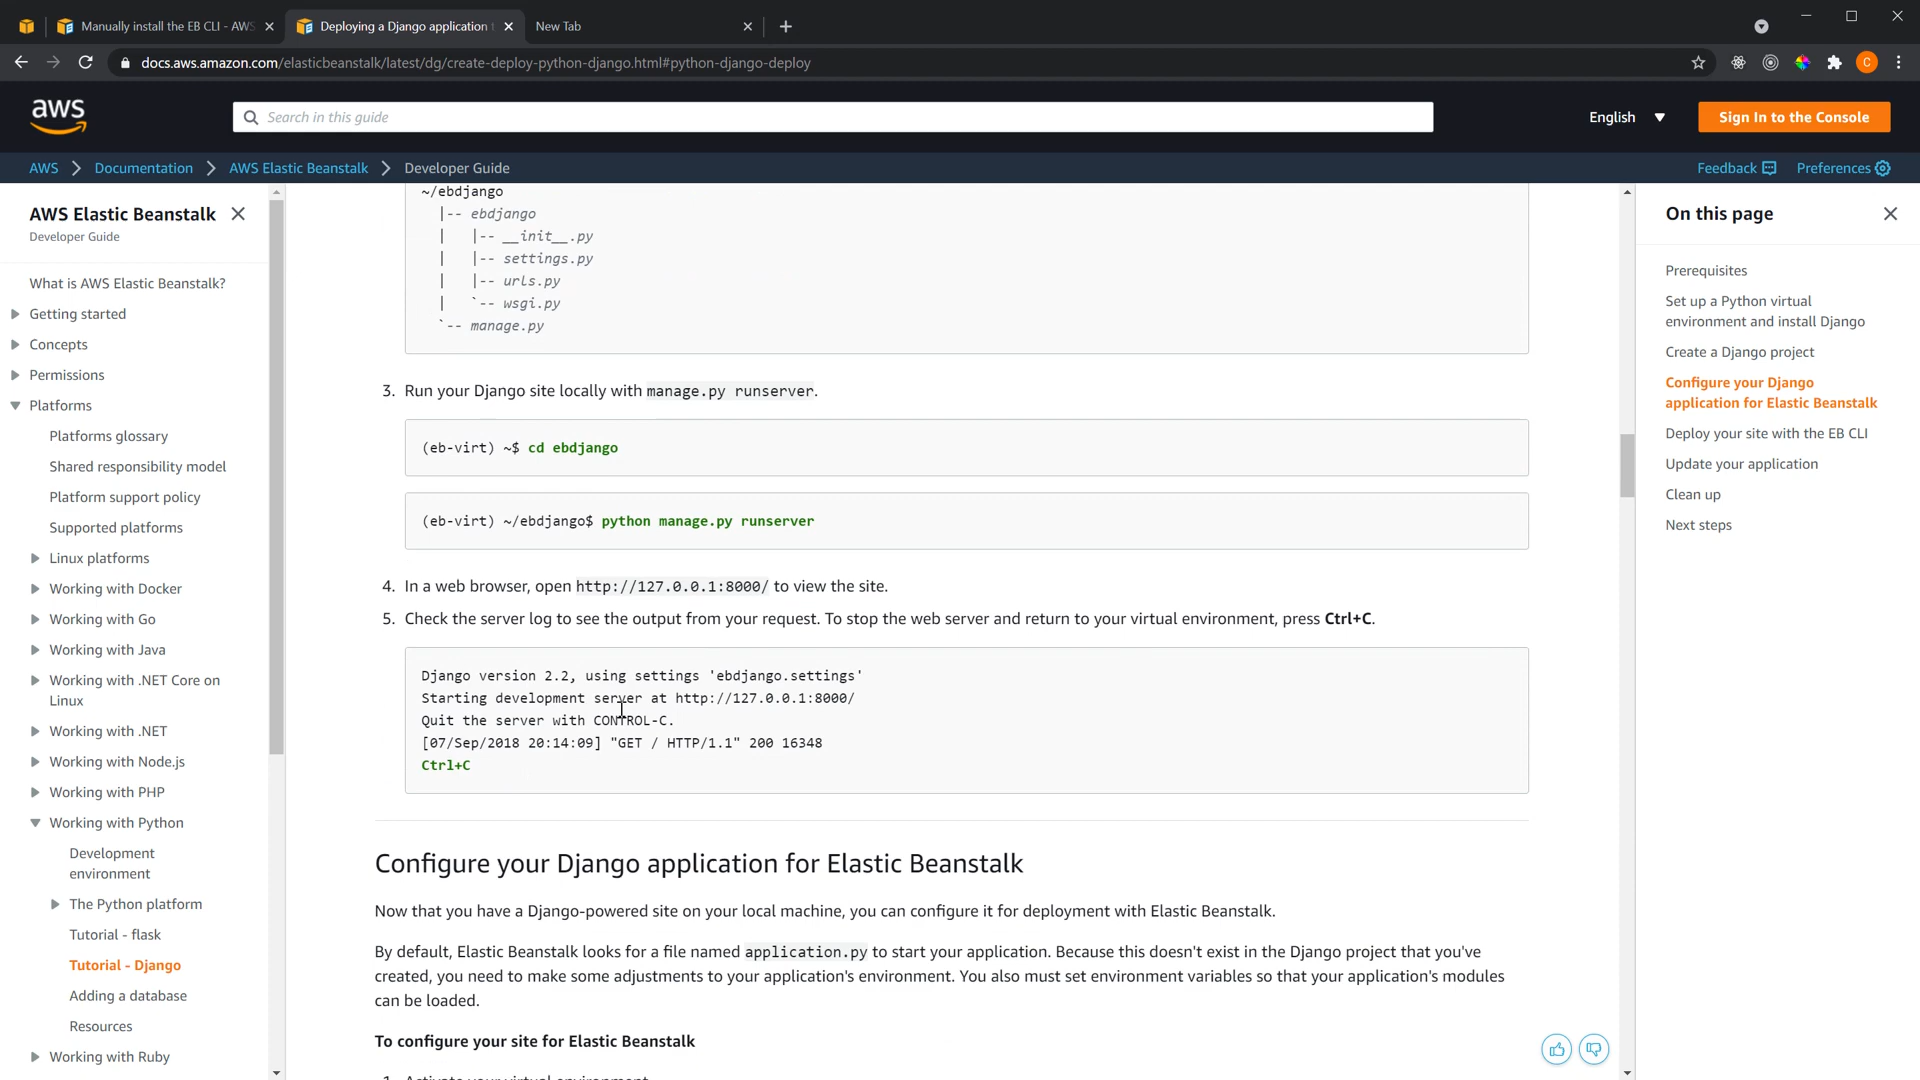 Manually install the EB CLI - AWS
Deploying a Django application t
New Tab
docs.aws.amazon.com/elasticbeanstalk/latest/dg/create-deploy-python-django.html#python-django-deploy
C
aws
Search in this guide
English
Sign In to the Console
AWS
Documentation
AWS Elastic Beanstalk
Developer Guide
Feedback
Preferences
AWS Elastic Beanstalk
Developer Guide
What is AWS Elastic Beanstalk?
Getting started
Concepts
Permissions
Platforms
Platforms glossary
Shared responsibility model
Platform support policy
Supported platforms
Linux platforms
Working with Docker
Working with Go
Working with Java
Working with .NET Core on
Linux
Working with .NET
Working with Node.js
Working with PHP
Working with Python
Development
environment
The Python platform
Tutorial - flask
Tutorial - Django
Adding a database
Resources
Working with Ruby
~/ebdjango
|-- ebdjango
| |-- __init__.py
| |-- settings.py
| |-- urls.py
| `-- wsgi.py
`-- manage.py
3. Run your Django site locally with manage.py runserver.
(eb-virt) ~$ cd ebdjango
(eb-virt) ~/ebdjango$ python manage.py runserver
4. In a web browser, open http://127.0.0.1:8000/ to view the site.
5. Check the server log to see the output from your request. To stop the web server and return to your virtual environment, press Ctrl+C.
Django version 2.2, using settings 'ebdjango.settings'
Starting development server at http://127.0.0.1:8000/
Quit the server with CONTROL-C.
[07/Sep/2018 20:14:09] "GET / HTTP/1.1" 200 16348
Ctrl+C
Configure your Django application for Elastic Beanstalk
Now that you have a Django-powered site on your local machine, you can configure it for deployment with Elastic Beanstalk.
By default, Elastic Beanstalk looks for a file named application.py to start your application. Because this doesn't exist in the Django project that you've
created, you need to make some adjustments to your application's environment. You also must set environment variables so that your application's modules
can be loaded.
To configure your site for Elastic Beanstalk
1. Activate your virtual environment.
On this page
Prerequisites
Set up a Python virtual
environment and install Django
Create a Django project
Configure your Django
application for Elastic Beanstalk
Deploy your site with the EB CLI
Update your application
Clean up
Next steps